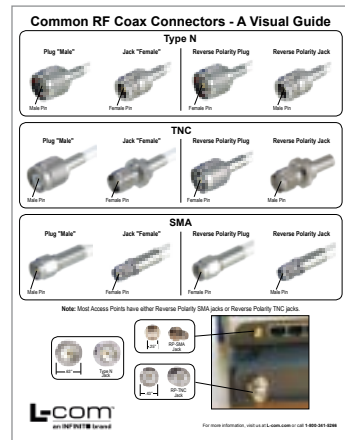 Common RF Coax Connectors - A Visual Guide
Type N
Plug "Male" Jack "Female" Reverse Polarity Plug Reverse Polarity Jack
Male Pin Female Pin Female Pin Male Pin
TNC
Plug "Male" Jack "Female" Reverse Polarity Plug Reverse Polarity Jack
Male Pin Female Pin Female Pin Male Pin
SMA
Plug "Male" Jack "Female" Reverse Polarity Plug Reverse Polarity Jack
Male Pin Female Pin Female Pin Male Pin
Note: Most Access Points have either Reverse Polarity SMA jacks or Reverse Polarity TNC jacks.
RP-SMA
Jack
Type N
Jack
RP-TNC
Jack
L-com
an INFINIT brand
For more information, visit us at L-com.com or call 1-800-341-5266